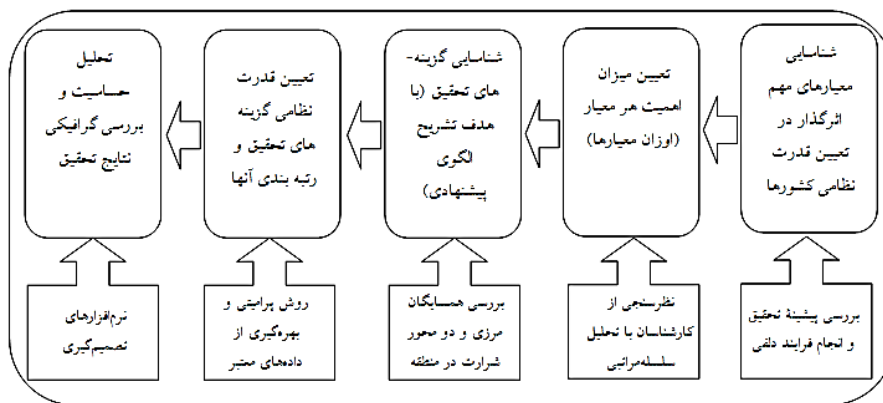 شناسایی
معیارهای مهم
اثرگذار در
تعیین قدرت
نظامی کشورها
تعیین میزان
اهمیت هر معیار
(اوزان معیارها)
شناسایی گزینه-
های تحقیق (با
هدف تشریح
الگوی
پیشنهادی)
تعیین قدرت
نظامی گزینه
های تحقیق و
رتبه بندی آنها
تحلیل
حساسیت و
بررسی گرافیکی
نتایج تحقیق
بررسی پیشینهٔ تحقیق
و انجام فرایند دلفی
نظرسنجی از
کارشناسان با تحلیل
سلسله‌مراتبی
بررسی همسایگان
مرزی و دو محور
شرارت در منطقه
روش پرامیتی و
بهره‌گیری از
داده‌های معتبر
نرم‌افزارهای
تصمیم‌گیری